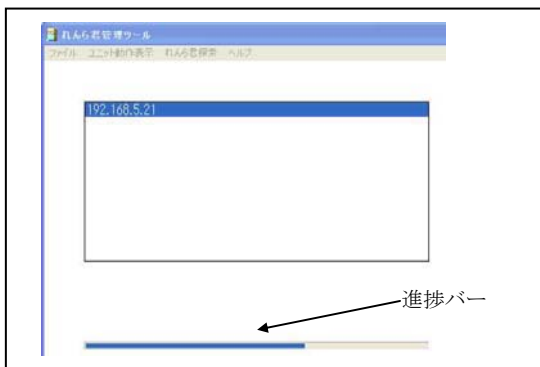 れんら君管理ツール
ファイル ユニット動作表示 れんら君探索 ヘルプ
192.168.5.21
進捗バー